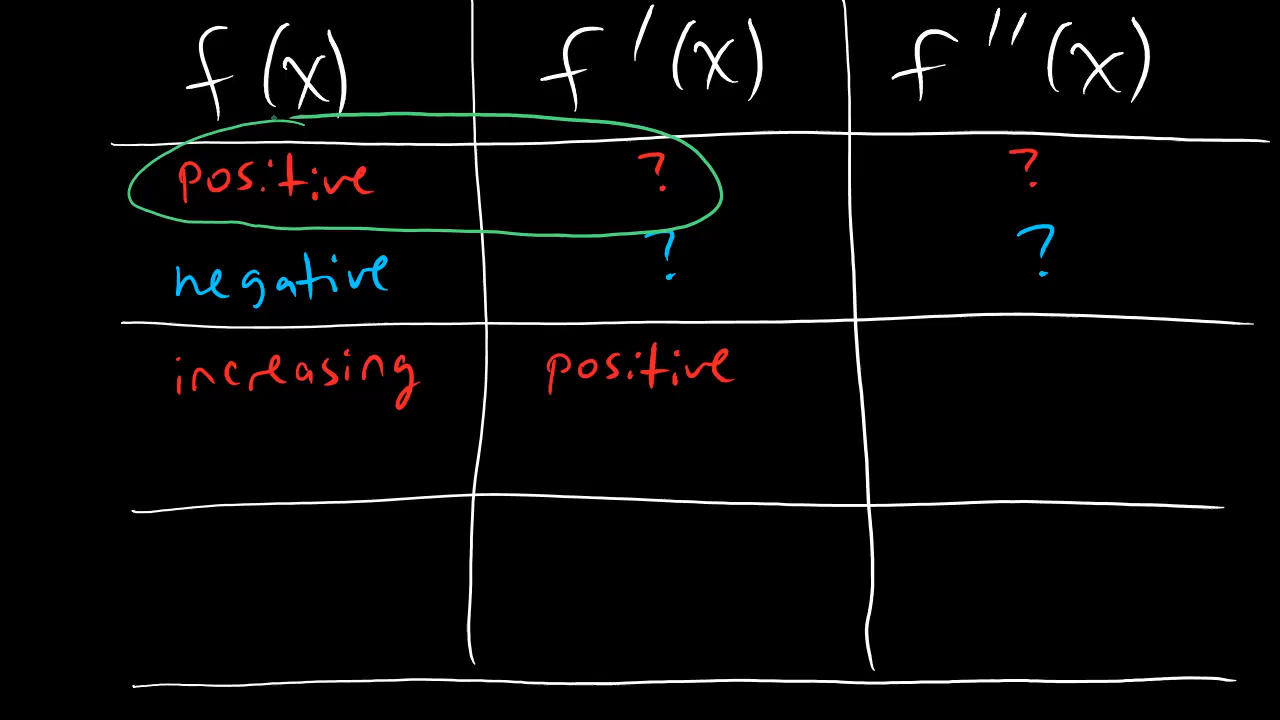 f(x) f'(x) f''(x)
positive ? ?
negative ? ?
increasing positive